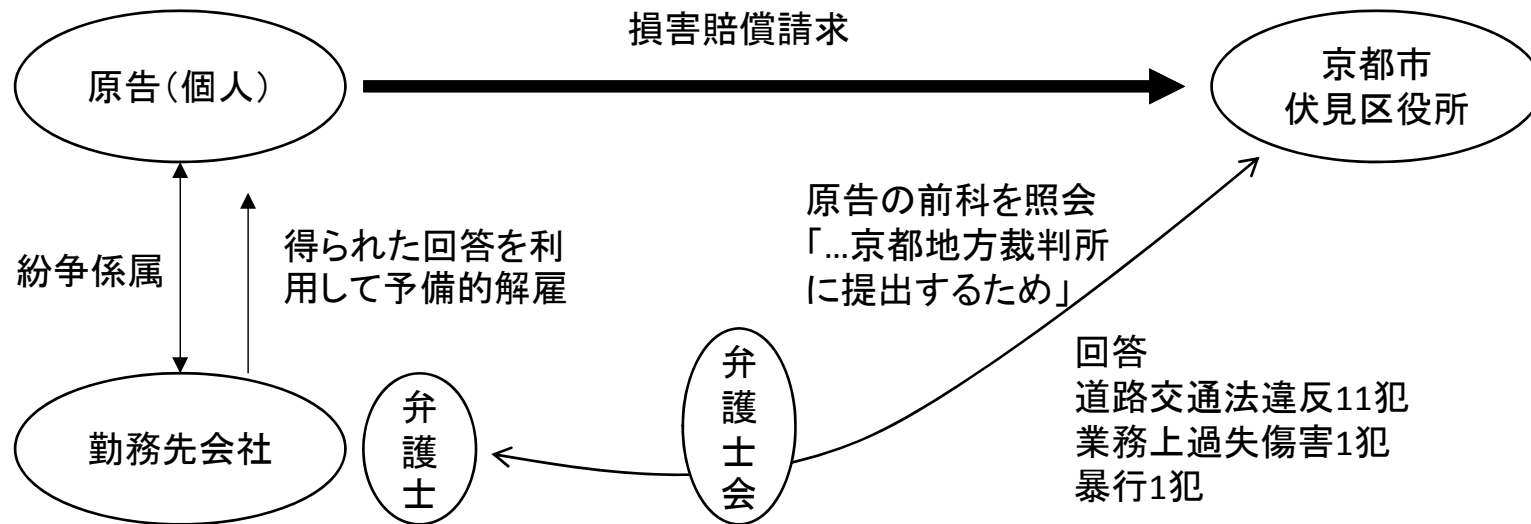 損害賠償請求
原告(個人)
京都市
伏見区役所
紛争係属
得られた回答を利
用して予備的解雇
原告の前科を照会
「…京都地方裁判所
に提出するため」
勤務先会社
弁護士
弁護士会
回答
道路交通法違反11犯
業務上過失傷害1犯
暴行1犯